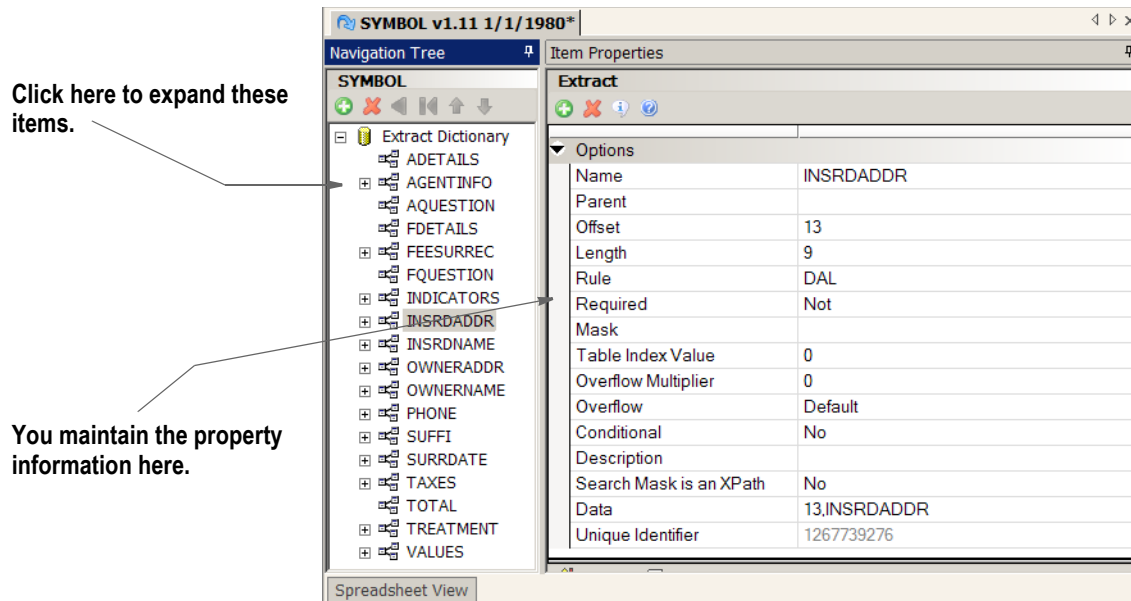 SYMBOL v1.11 1/1/1980*
Navigation Tree
Item Properties
SYMBOL
Extract
Click here to expand these
items.
Extract Dictionary
ADETAILS
AGENTINFO
AQUESTION
FDETAILS
FEESURREC
FQUESTION
INDICATORS
INSRDADDR
INSRDNAME
OWNERADDR
OWNERNAME
PHONE
SUFFI
SURRDATE
TAXES
TOTAL
TREATMENT
VALUES
Options
Name INSRDADDR
Parent
Offset 13
Length 9
Rule DAL
Required Not
Mask
Table Index Value 0
Overflow Multiplier 0
Overflow Default
Conditional No
Description
Search Mask is an XPath No
Data 13,INSRDADDR
Unique Identifier 1267739276
You maintain the property
information here.
Spreadsheet View